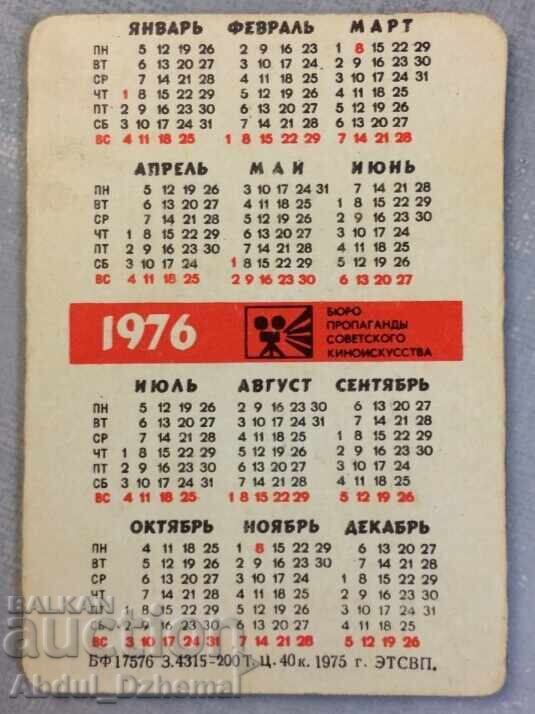 ЯНВАРЬ ФЕВРАЛЬ МАРТ
ПН 5 12 19 26 2 9 16 23 1 8 15 22 29
ВТ 6 13 20 27 3 10 17 24 2 9 16 23 30
СР 7 14 21 28 4 11 18 25 3 10 17 24 31
ЧТ 1 8 15 22 29 5 12 19 26 4 11 18 25
ПТ 2 9 16 23 30 6 13 20 27 5 12 19 26
СБ 3 10 17 24 31 7 14 21 28 6 13 20 27
ВС 4 11 18 25 1 8 15 22 29 7 14 21 28
АПРЕЛЬ МАЙ ИЮНЬ
ПН 5 12 19 26 3 10 17 24 31 7 14 21 28
ВТ 6 13 20 27 4 11 18 25 1 8 15 22 29
СР 7 14 21 28 5 12 19 26 2 9 16 23 30
ЧТ 1 8 15 22 29 6 13 20 27 3 10 17 24
ПТ 2 9 16 23 30 7 14 21 28 4 11 18 25
СБ 3 10 17 24 1 8 15 22 29 5 12 19 26
ВС 4 11 18 25 2 9 16 23 30 6 13 20 27
1976
БЮРО
ПРОПАГАНДЫ
СОВЕТСКОГО
КИНОИСКУССТВА
ИЮЛЬ АВГУСТ СЕНТЯБРЬ
ПН 5 12 19 26 2 9 16 23 30 6 13 20 27
ВТ 6 13 20 27 3 10 17 24 31 7 14 21 28
СР 7 14 21 28 4 11 18 25 1 8 15 22 29
ЧТ 1 8 15 22 29 5 12 19 26 2 9 16 23 30
ПТ 2 9 16 23 30 6 13 20 27 3 10 17 24
СБ 3 10 17 24 31 7 14 21 28 4 11 18 25
ВС 4 11 18 25 1 8 15 22 29 5 12 19 26
ОКТЯБРЬ НОЯБРЬ ДЕКАБРЬ
ПН 4 11 18 25 1 8 15 22 29 6 13 20 27
ВТ 5 12 19 26 2 9 16 23 30 7 14 21 28
СР 6 13 20 27 3 10 17 24 1 8 15 22 29
ЧТ 7 14 21 28 4 11 18 25 2 9 16 23 30
ПТ 1 8 15 22 29 5 12 19 26 3 10 17 24 31
СБ 2 9 16 23 30 6 13 20 27 4 11 18 25
ВС 3 10 17 24 31 7 14 21 28 5 12 19 26
БФ 17576 З.4315-200 Т. Ц. 40 к. 1975 г. ЭТСВП.
BALKAN
auction
Abdul_Dzhemal